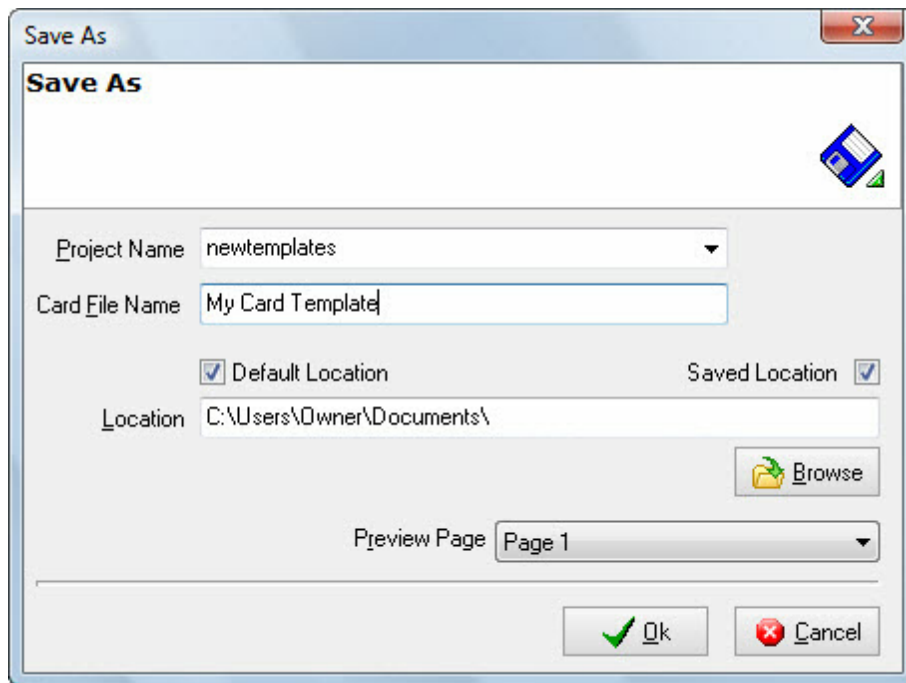 Save As
Save As
Project Name newtemplates
Card File Name My Card Template
Default Location Saved Location
Location C:\Users\Owner\Documents\
Browse
Preview Page Page 1
Ok Cancel